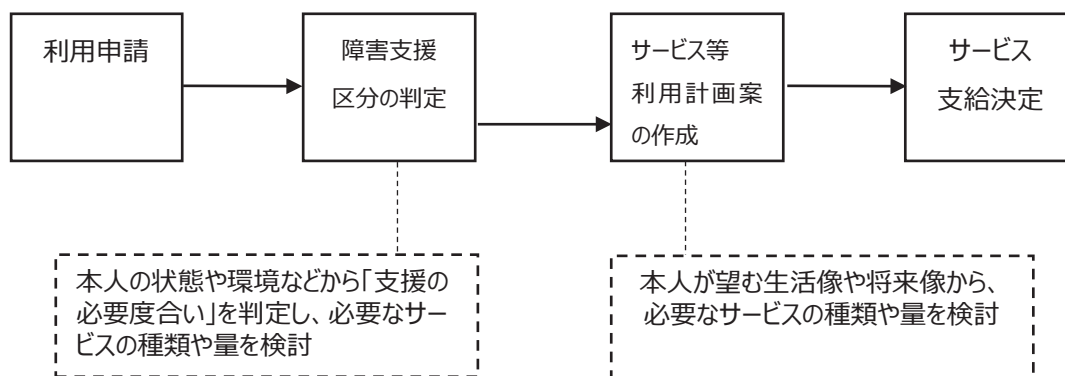 利用申請
障害支援
区分の判定
サービス等
利用計画案
の作成
サービス
支給決定
本人の状態や環境などから「支援の
必要度合い」を判定し、必要なサー
ビスの種類や量を検討
本人が望む生活像や将来像から、
必要なサービスの種類や量を検討